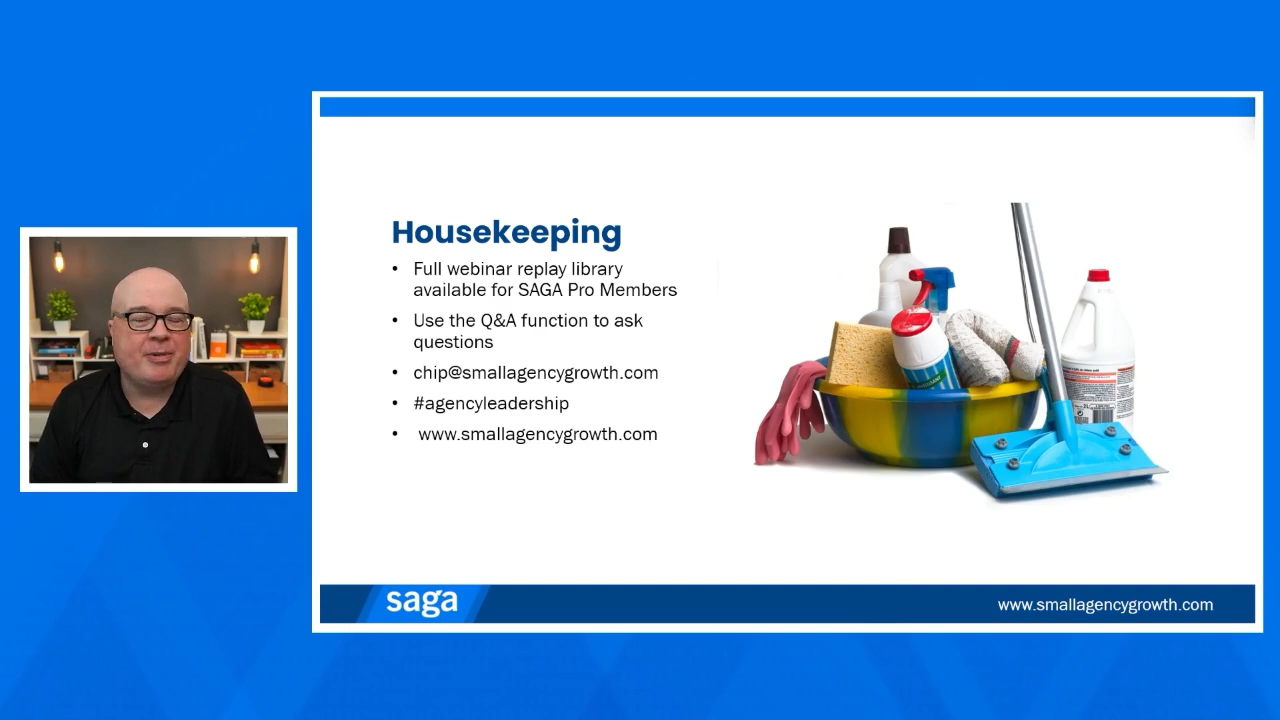 Housekeeping
• Full webinar replay library
available for SAGA Pro Members
• Use the Q&A function to ask
questions
• chip@smallagencygrowth.com
• #agencyleadership
• www.smallagencygrowth.com
saga
www.smallagencygrowth.com